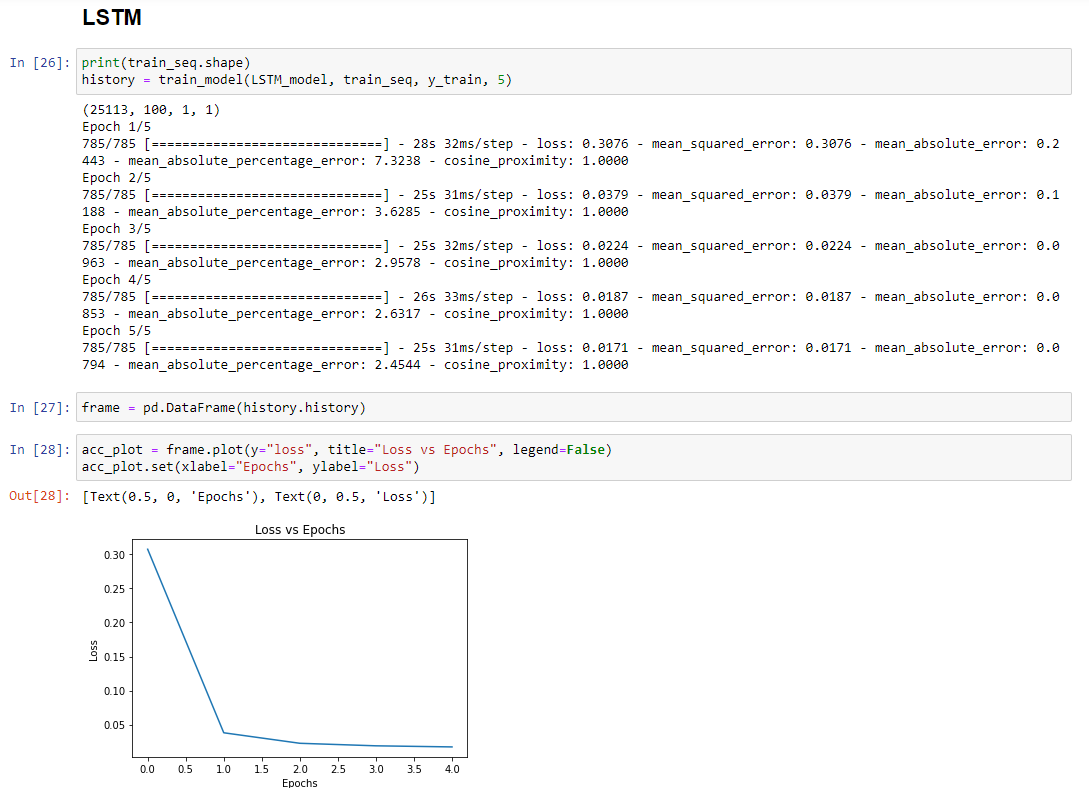 LSTM
In [26]: print(train_seq.shape)
history = train_model(LSTM_model, train_seq, y_train, 5)
(25113, 100, 1, 1)
Epoch 1/5
785/785 [==============================] - 28s 32ms/step - loss: 0.3076 - mean_squared_error: 0.3076 - mean_absolute_error: 0.2
443 - mean_absolute_percentage_error: 7.3238 - cosine_proximity: 1.0000
Epoch 2/5
785/785 [==============================] - 25s 31ms/step - loss: 0.0379 - mean_squared_error: 0.0379 - mean_absolute_error: 0.1
188 - mean_absolute_percentage_error: 3.6285 - cosine_proximity: 1.0000
Epoch 3/5
785/785 [==============================] - 25s 32ms/step - loss: 0.0224 - mean_squared_error: 0.0224 - mean_absolute_error: 0.0
963 - mean_absolute_percentage_error: 2.9578 - cosine_proximity: 1.0000
Epoch 4/5
785/785 [==============================] - 26s 33ms/step - loss: 0.0187 - mean_squared_error: 0.0187 - mean_absolute_error: 0.0
853 - mean_absolute_percentage_error: 2.6317 - cosine_proximity: 1.0000
Epoch 5/5
785/785 [==============================] - 25s 31ms/step - loss: 0.0171 - mean_squared_error: 0.0171 - mean_absolute_error: 0.0
794 - mean_absolute_percentage_error: 2.4544 - cosine_proximity: 1.0000
In [27]: frame = pd.DataFrame(history.history)
In [28]: acc_plot = frame.plot(y="loss", title="Loss vs Epochs", legend=False)
acc_plot.set(xlabel="Epochs", ylabel="Loss")
Out[28]: [Text(0.5, 0, 'Epochs'), Text(0, 0.5, 'Loss')]
Loss vs Epochs
0.30
0.25
0.20
0.15
0.10
0.05
Loss
0.0 0.5 1.0 1.5 2.0 2.5 3.0 3.5 4.0
Epochs